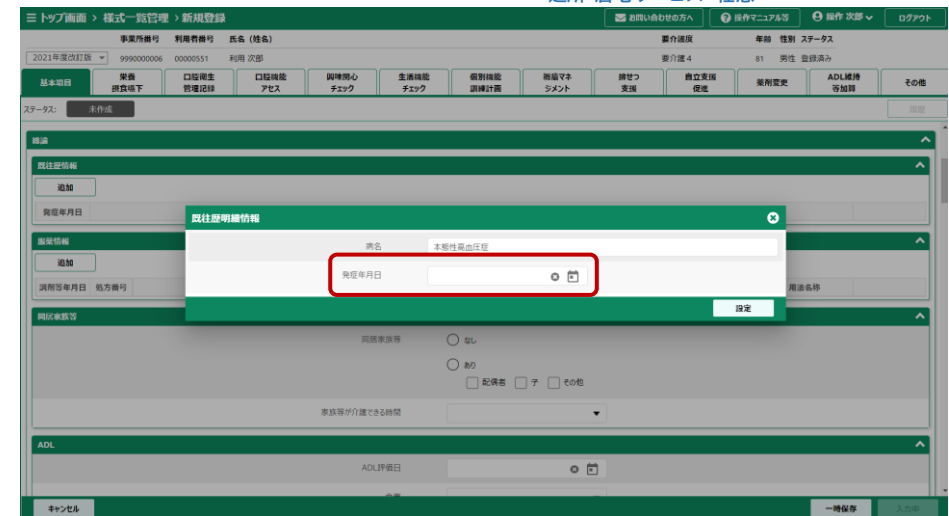 トップ画面 › 様式一覧管理 › 新規登録
お問い合わせの方へ
操作マニュアル等
操作 次郎
ログアウト
事業所番号 利用者番号 氏名 (姓名) 要介護度 年齢 性別 ステータス
2021年度改訂版 9990000006 00000551 利用 次郎 要介護4 81 男性 登録済み
基本項目
栄養 摂食嚥下
口腔衛生 管理記録
口腔機能 アセス
興味関心 チェック
生活機能 チェック
個別機能 訓練計画
褥瘡マネ ジメント
排せつ 支援
自立支援 促進
薬剤変更
ADL維持 等加算
その他
ステータス: 未作成
履歴
総論
既往歴情報
追加
発症年月日
既往歴明細情報
病名 本態性高血圧症
発症年月日
設定
服薬情報
追加
調剤等年月日 処方番号
用法名称
同居家族等
同居家族等 なし
あり
配偶者 子 その他
家族等が介護できる時間
ADL
ADL評価日
キャンセル
一時保存
入力中